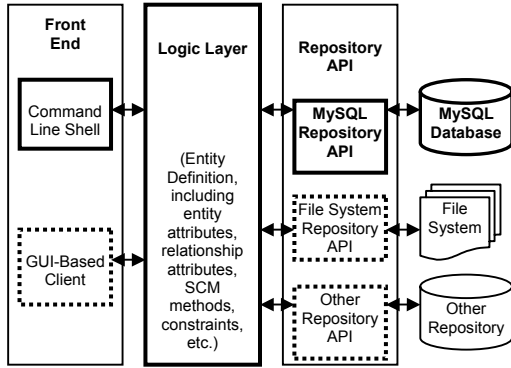 Front
End
Command
Line Shell
GUI-Based
Client
Logic Layer
(Entity
Definition,
including
entity
attributes,
relationship
attributes,
SCM
methods,
constraints,
etc.)
Repository
API
MySQL
Repository
API
File System
Repository
API
Other
Repository
API
MySQL
Database
File
System
Other
Repository